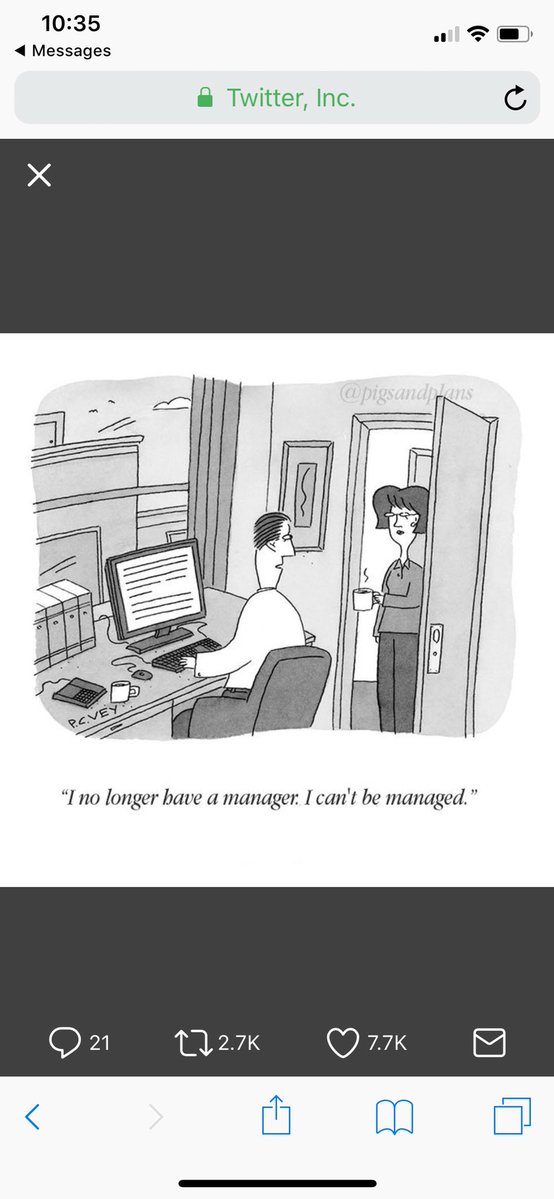 10:35
Messages
Twitter, Inc.
@pigsandplans
P.C.VEY
“I no longer have a manager. I can't be managed.”
21
2.7K
7.7K